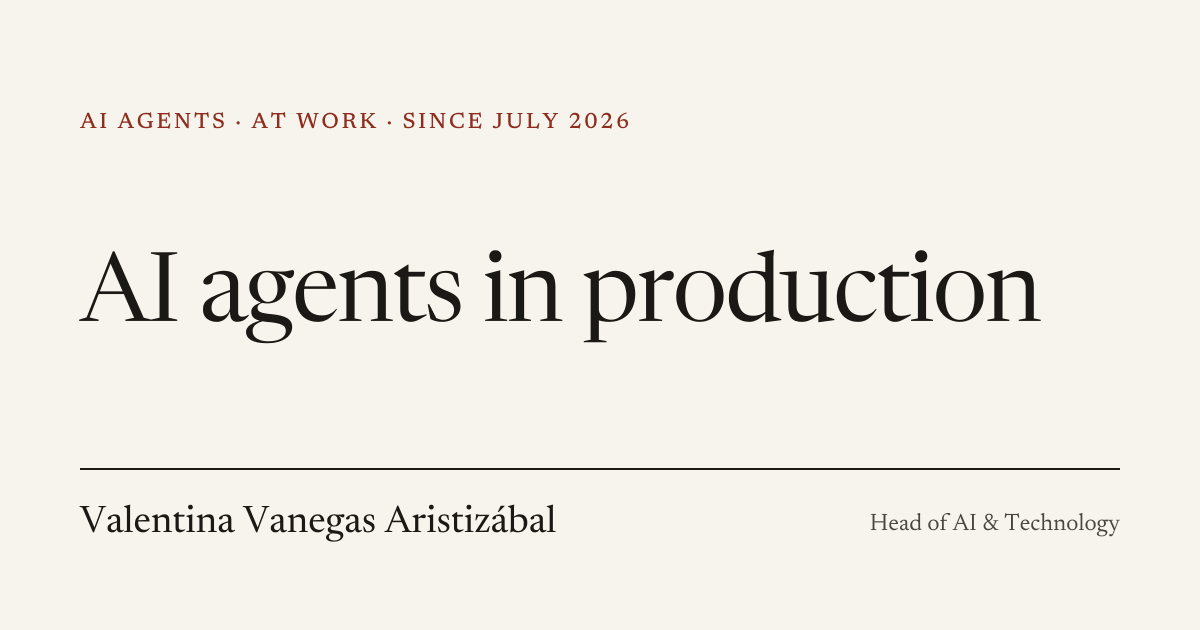 AI AGENTS · AT WORK · SINCE JULY 2026
AI agents in production
Valentina Vanegas Aristizábal
Head of AI & Technology